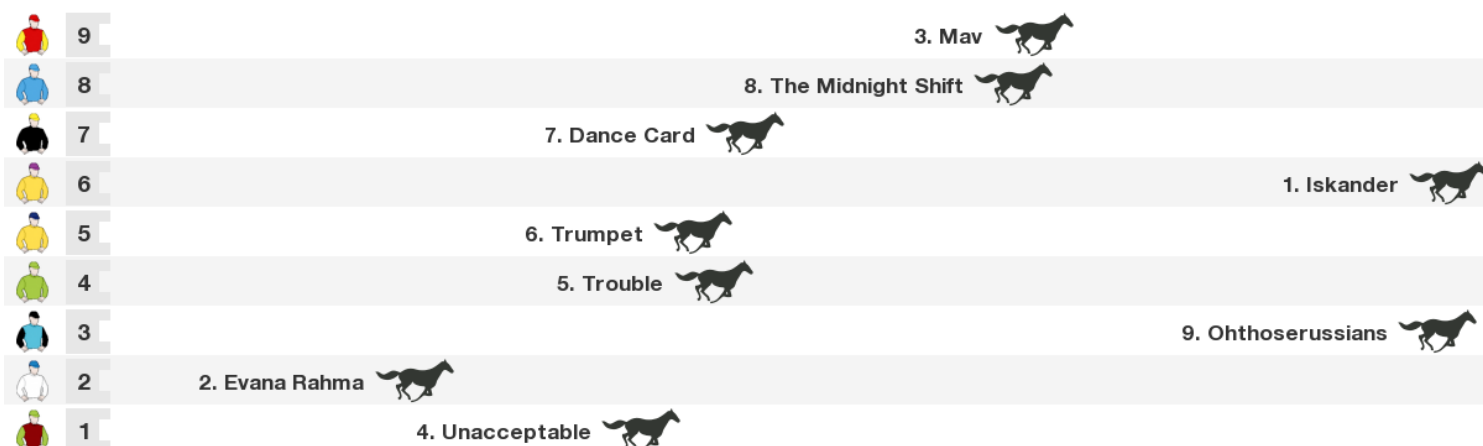 9 3. Mav
8 8. The Midnight Shift
7 7. Dance Card
6 1. Iskander
5 6. Trumpet
4 5. Trouble
3 9. Ohthoserussians
2 2. Evana Rahma
1 4. Unacceptable